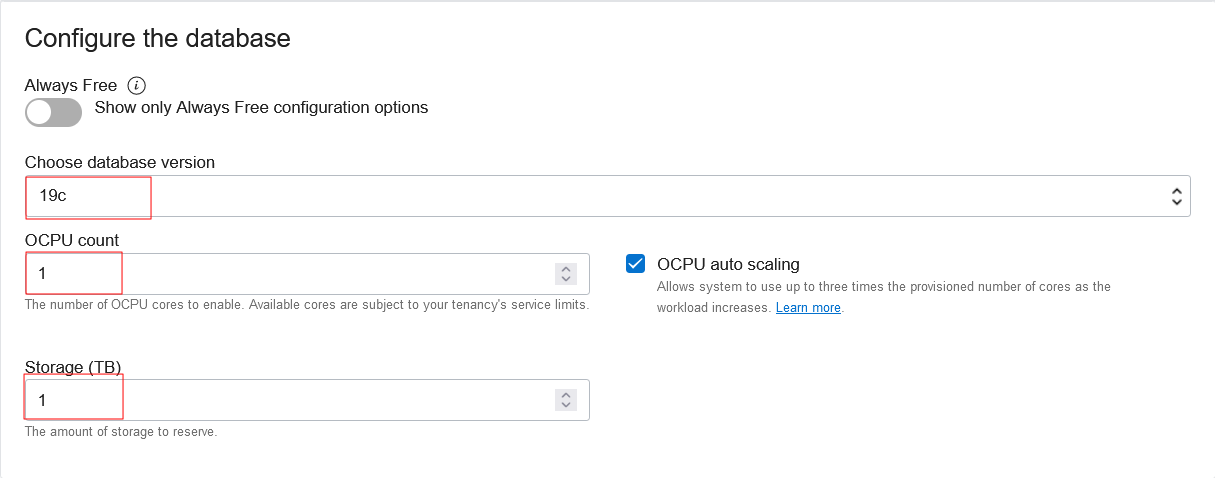 Configure the database
Always Free
Show only Always Free configuration options
Choose database version
19c
OCPU count
1
The number of OCPU cores to enable. Available cores are subject to your tenancy's service limits.
OCPU auto scaling
Allows system to use up to three times the provisioned number of cores as the
workload increases. Learn more.
Storage (TB)
1
The amount of storage to reserve.